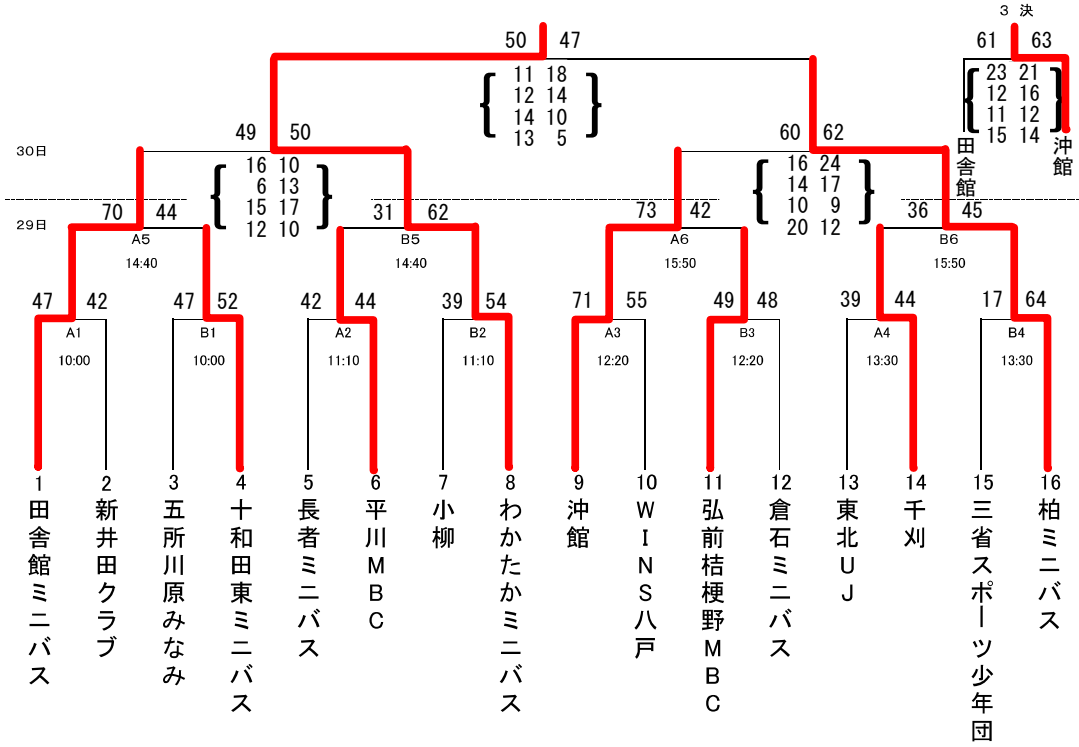 3 決
50 47
61 63
11 18
12 14
14 10
13 5
23 21
12 16
11 12
15 14
田舎館
沖館
49 50
60 62
30日
16 10
6 13
15 17
12 10
16 24
14 17
10 9
20 12
29日
70 44
31 62
73 42
36 45
A5
B5
A6
B6
14:40
14:40
15:50
15:50
47 42
47 52
42 44
39 54
71 55
49 48
39 44
17 64
A1
B1
A2
B2
A3
B3
A4
B4
10:00
10:00
11:10
11:10
12:20
12:20
13:30
13:30
1 田舎館ミニバス
2 新井田クラブ
3 五所川原みなみ
4 十和田東ミニバス
5 長者ミニバス
6 平川MBC
7 小柳
8 わかたかミニバス
9 沖館
10 WINS八戸
11 弘前桔梗野MBC
12 倉石ミニバス
13 東北UJ
14 千刈
15 三省スポーツ少年団
16 柏ミニバス